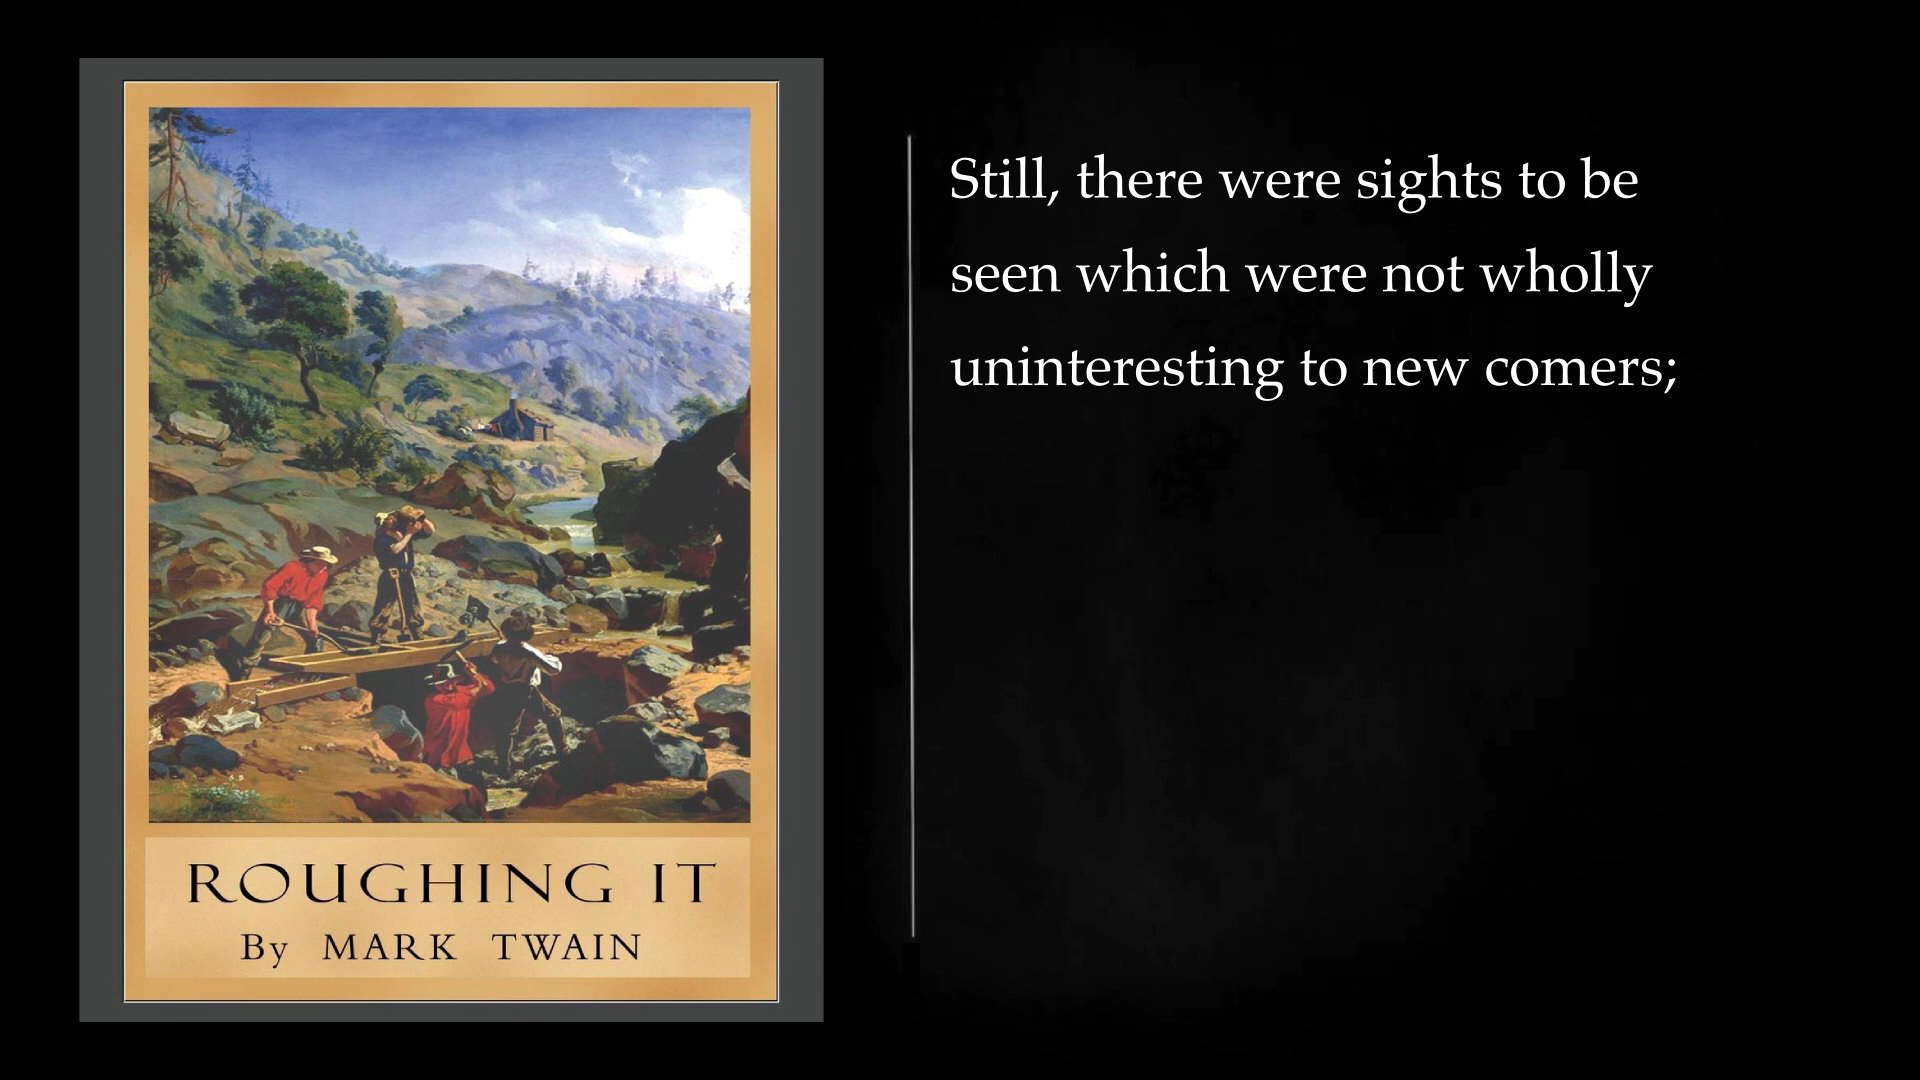 ROUGHING IT
By MARK TWAIN
Still, there were sights to be
seen which were not wholly
uninteresting to new comers;